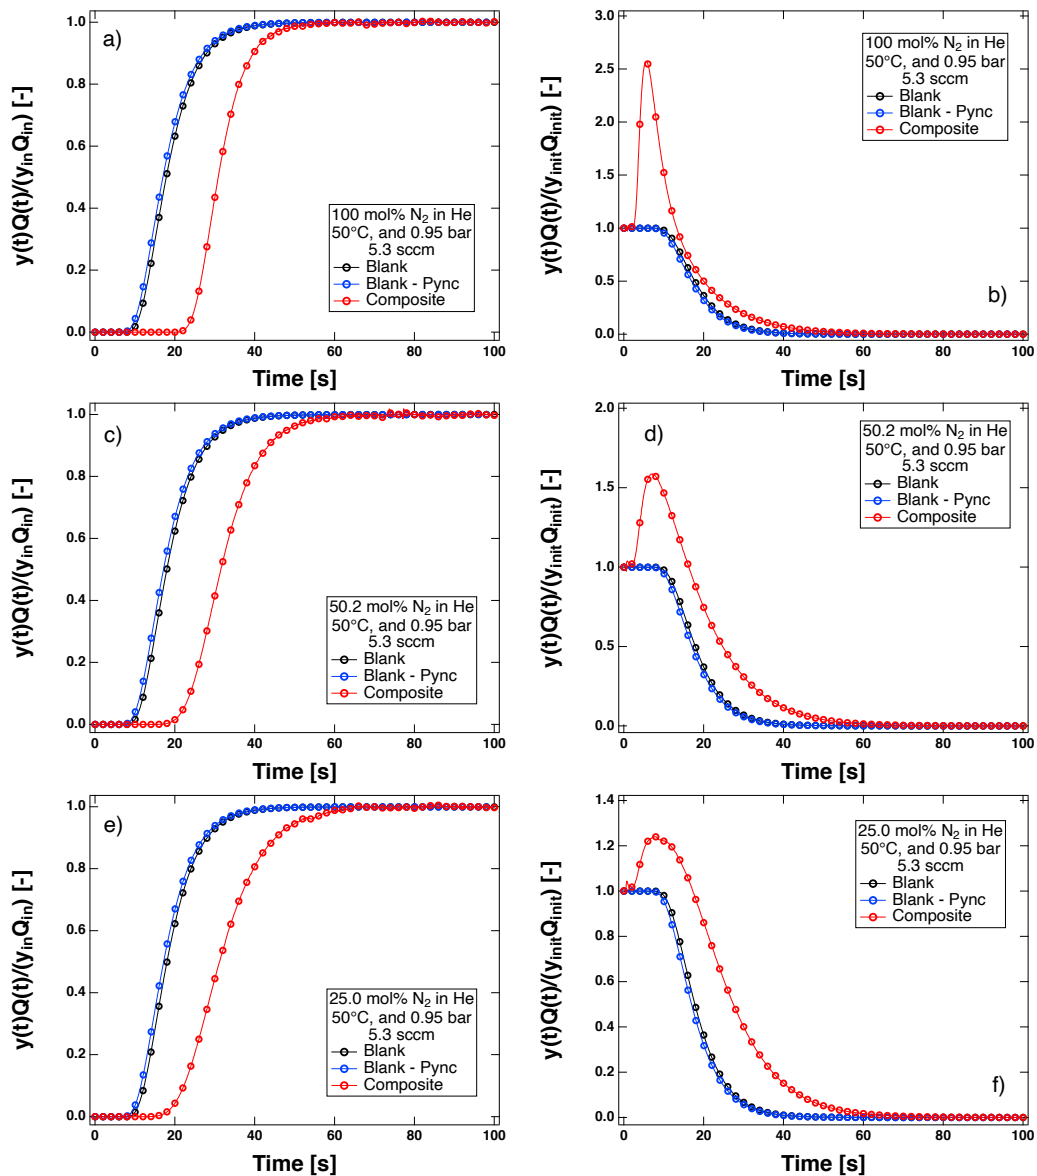 y(t)Q(t)/(y_inQ_in) [-]
1.0
0.8
0.6
0.4
0.2
0.0
a)
100 mol% N₂ in He
50°C, and 0.95 bar
5.3 sccm
Blank
Blank - Pync
Composite
0 20 40 60 80 100
Time [s]
y(t)Q(t)/(y_initQ_init) [-]
3.0
2.5
2.0
1.5
1.0
0.5
0.0
100 mol% N₂ in He
50°C, and 0.95 bar
5.3 sccm
Blank
Blank - Pync
Composite
b)
0 20 40 60 80 100
Time [s]
y(t)Q(t)/(y_inQ_in) [-]
1.0
0.8
0.6
0.4
0.2
0.0
c)
50.2 mol% N₂ in He
50°C, and 0.95 bar
5.3 sccm
Blank
Blank - Pync
Composite
0 20 40 60 80 100
Time [s]
y(t)Q(t)/(y_initQ_init) [-]
2.0
1.5
1.0
0.5
0.0
d)
50.2 mol% N₂ in He
50°C, and 0.95 bar
5.3 sccm
Blank
Blank - Pync
Composite
0 20 40 60 80 100
Time [s]
y(t)Q(t)/(y_inQ_in) [-]
1.0
0.8
0.6
0.4
0.2
0.0
e)
25.0 mol% N₂ in He
50°C, and 0.95 bar
5.3 sccm
Blank
Blank - Pync
Composite
0 20 40 60 80 100
Time [s]
y(t)Q(t)/(y_initQ_init) [-]
1.4
1.2
1.0
0.8
0.6
0.4
0.2
0.0
25.0 mol% N₂ in He
50°C, and 0.95 bar
5.3 sccm
Blank
Blank - Pync
Composite
f)
0 20 40 60 80 100
Time [s]